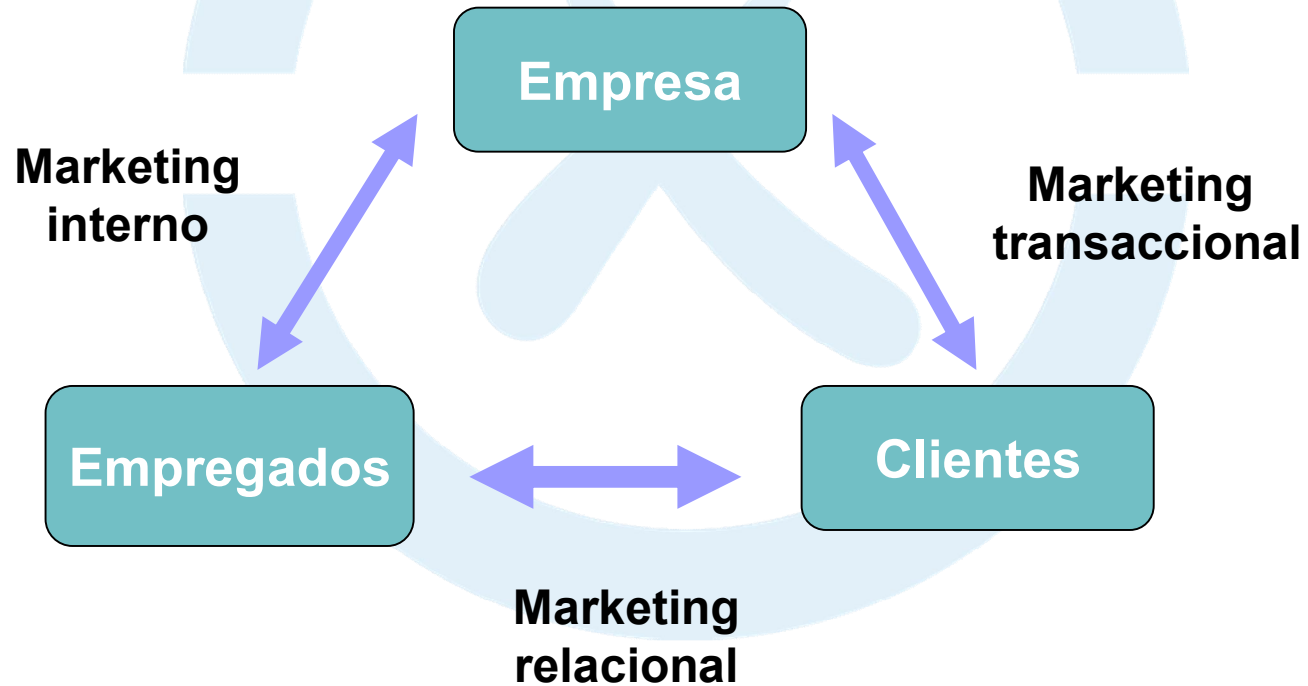 Empresa
Marketing
interno
Marketing
transaccional
Empregados
Clientes
Marketing
relacional